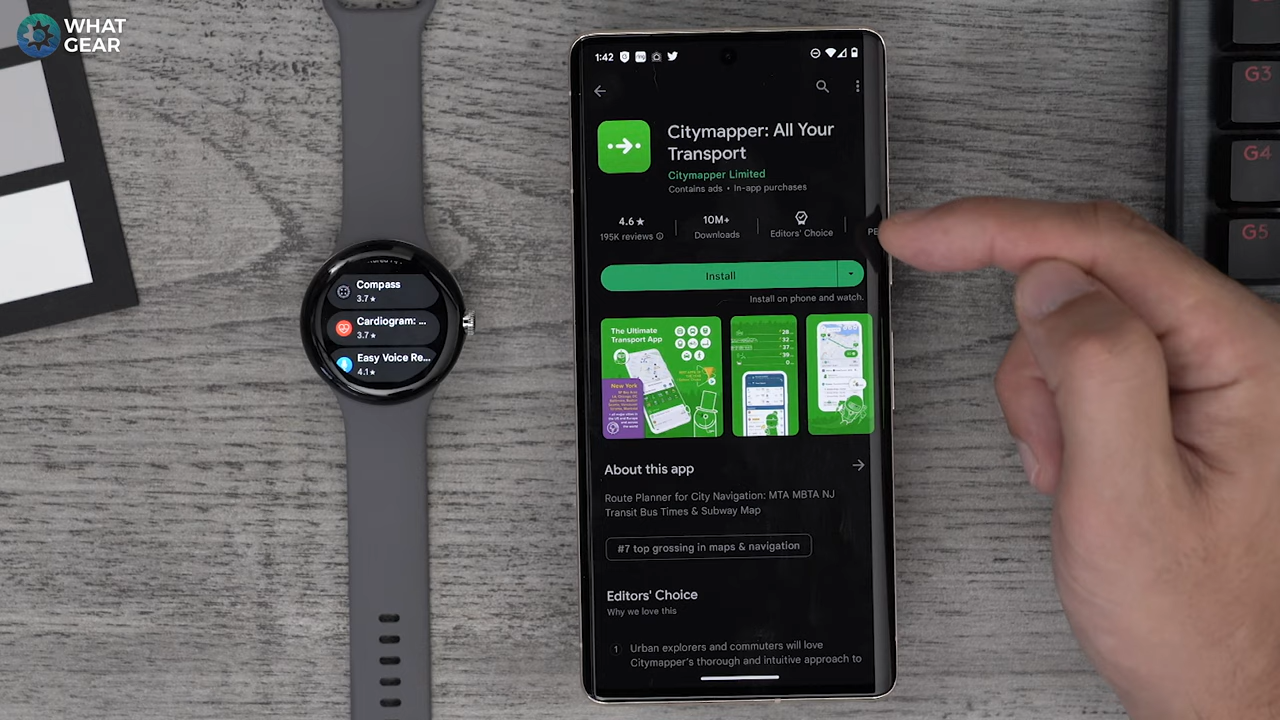 WHAT
GEAR
Compass
3.7★
Cardiogram: ...
3.7★
Easy Voice Re...
4.1★
1:42
Citymapper: All Your
Transport
Citymapper Limited
Contains ads • In-app purchases
4.6★
195K reviews
10M+
Downloads
Editors' Choice
PE
Install
Install on phone and watch.
The Ultimate
Transport App
New York
About this app
Route Planner for City Navigation: MTA MBTA NJ
Transit Bus Times & Subway Map
#7 top grossing in maps & navigation
Editors' Choice
Why we love this
1 Urban explorers and commuters will love
Citymapper's thorough and intuitive approach to
G3
G4
G5